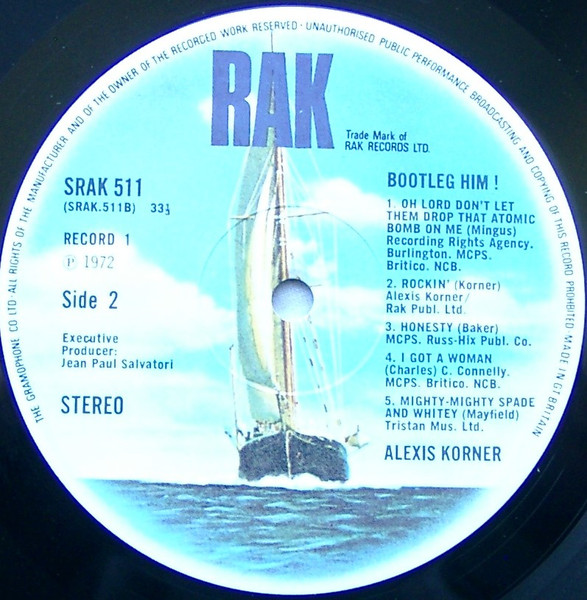 THE GRAMOPHONE CO LTD·ALL RIGHTS OF THE MANUFACTURER AND OF THE OWNER OF THE RECORDED WORK RESERVED·UNAUTHORISED PUBLIC PERFORMANCE BROADCASTING AND COPYING OF THIS RECORD PROHIBITED·MADE IN GT BRITAIN
RAK
Trade Mark of
RAK RECORDS LTD.
SRAK 511
(SRAK.511B) 33⅓
RECORD 1
Ⓟ 1972
Side 2
Executive
Producer:
Jean Paul Salvatori
STEREO
BOOTLEG HIM!
1. OH LORD DON'T LET
THEM DROP THAT ATOMIC
BOMB ON ME (Mingus)
Recording Rights Agency.
Burlington. MCPS.
Britico. NCB.
2. ROCKIN' (Korner)
Alexis Korner/
Rak Publ. Ltd.
3. HONESTY (Baker)
MCPS. Russ-Hix Publ. Co.
4. I GOT A WOMAN
(Charles) C. Connelly.
MCPS. Britico. NCB.
5. MIGHTY-MIGHTY SPADE
AND WHITEY (Mayfield)
Tristan Mus. Ltd.
ALEXIS KORNER